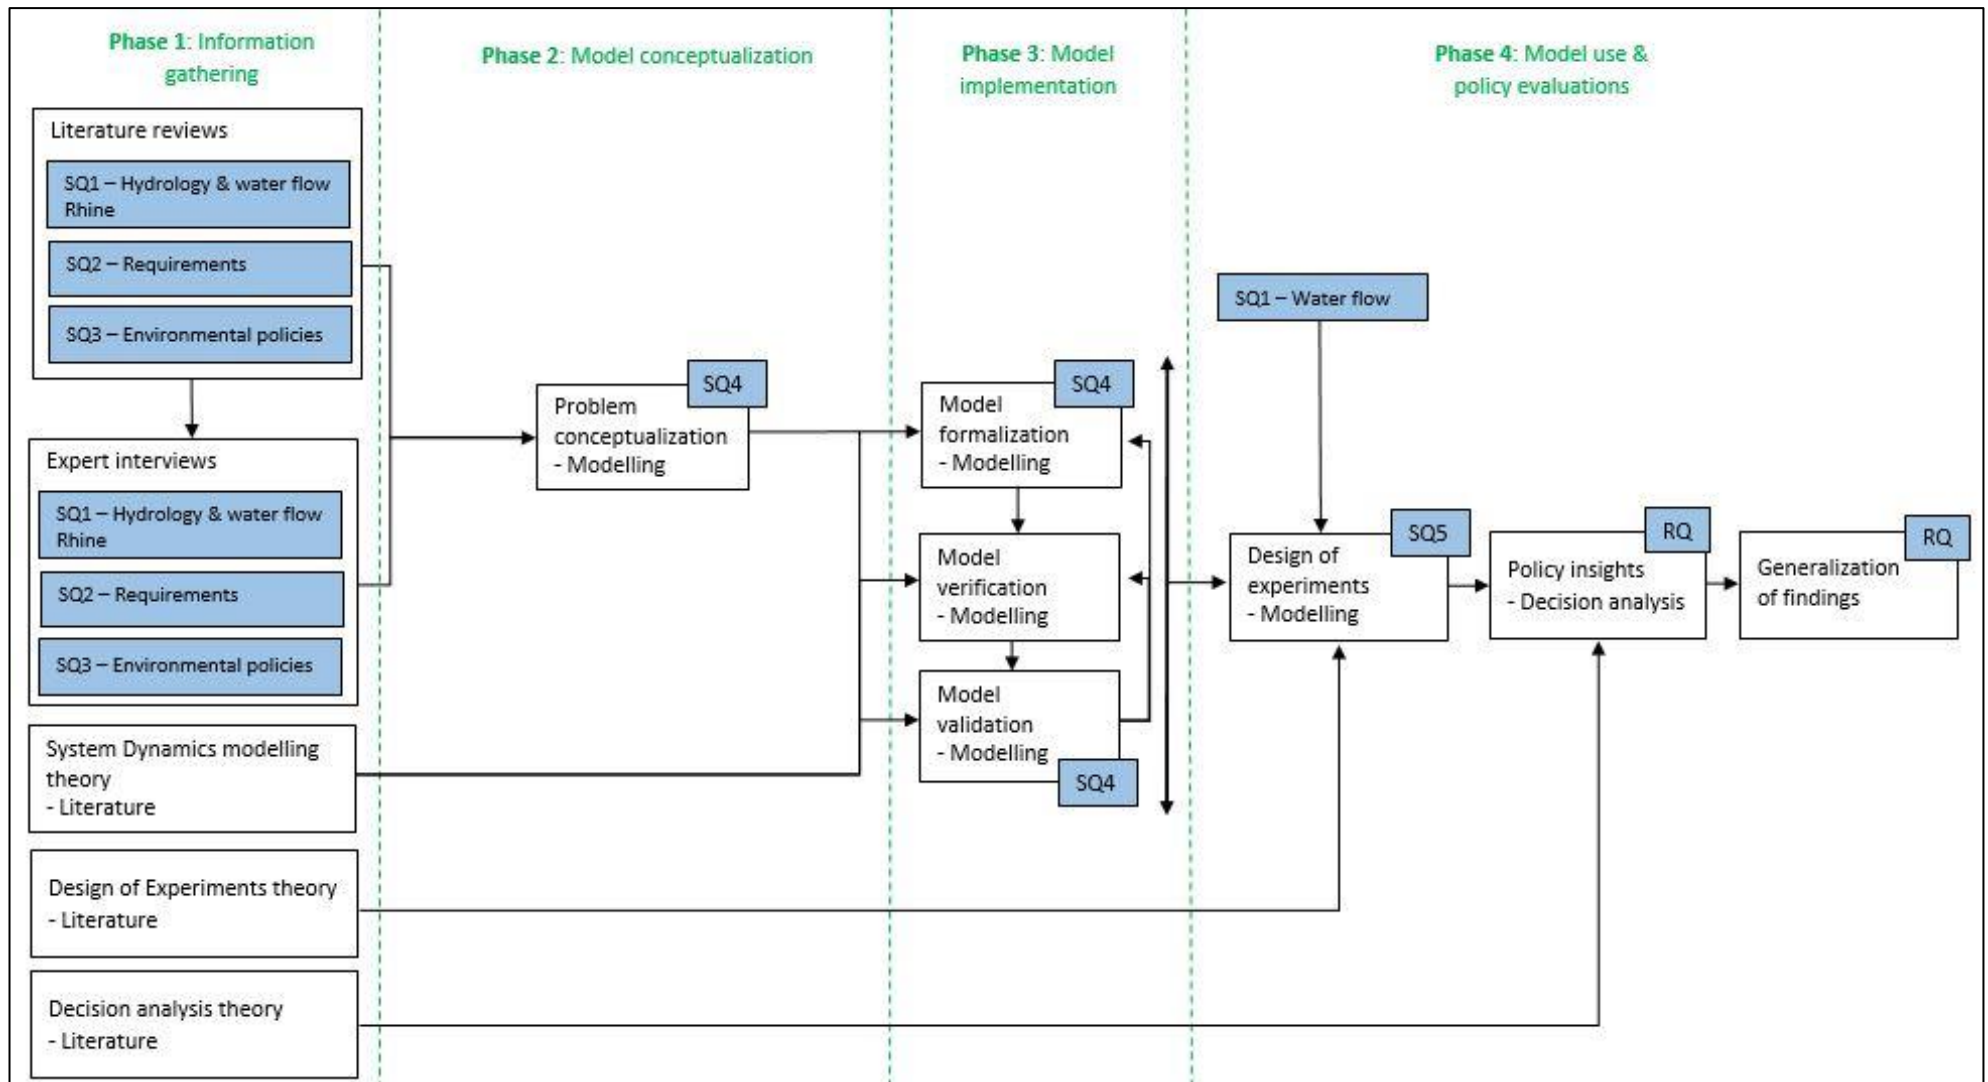 Phase 1: Information
gathering
Literature reviews
SQ1 – Hydrology & water flow
Rhine
SQ2 – Requirements
SQ3 – Environmental policies
Expert interviews
SQ1 – Hydrology & water flow
Rhine
SQ2 – Requirements
SQ3 – Environmental policies
System Dynamics modelling
theory
- Literature
Design of Experiments theory
- Literature
Decision analysis theory
- Literature
Phase 2: Model conceptualization
SQ4
Problem
conceptualization
- Modelling
Phase 3: Model
implementation
SQ4
Model
formalization
- Modelling
Model
verification
- Modelling
Model
validation
- Modelling
SQ4
Phase 4: Model use &
policy evaluations
SQ1 – Water flow
SQ5
Design of
experiments
- Modelling
RQ
Policy insights
- Decision analysis
RQ
Generalization
of findings